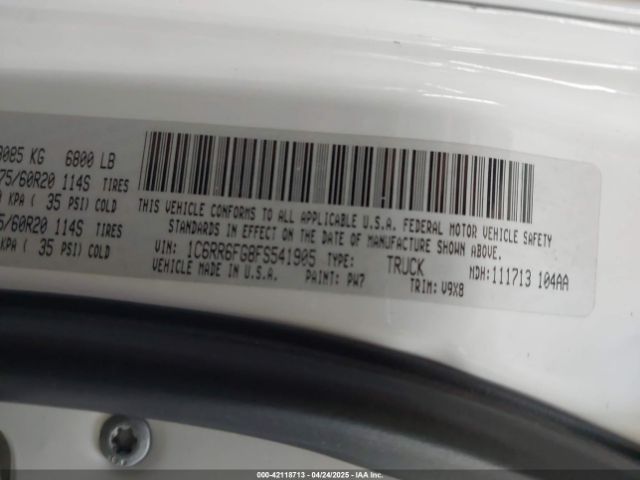 3085 KG 6800 LB
75/60R20 114S TIRES
KPA ( 35 PSI) COLD
5/60R20 114S TIRES
KPA ( 35 PSI) COLD
THIS VEHICLE CONFORMS TO ALL APPLICABLE U.S.A. FEDERAL MOTOR VEHICLE SAFETY
STANDARDS IN EFFECT ON THE DATE OF MANUFACTURE SHOWN ABOVE.
VIN: 1C6RR6FG8FS541905 TYPE: TRUCK NDH:111713 104AA
VEHICLE MADE IN U.S.A. PAINT: PW7 TRIM: V9X8
000-42118713 - 04/24/2025 - IAA Inc.